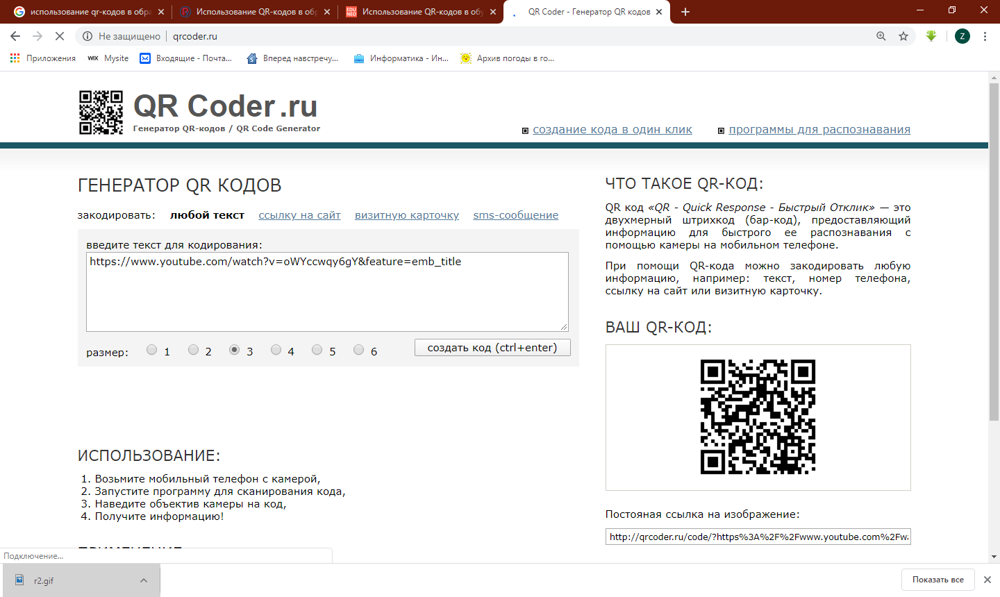 использование qr-кодов в обра
Использование QR-кодов в обр
EDU NEO
Использование QR-кодов в обу
QR Coder - Генератор QR кодов
Не защищено
qrcoder.ru
Z
Приложения
WIX Mysite
Входящие - Почта...
Вперед навстречу...
Информатика - Ин...
Архив погоды в го...
QR Coder.ru
Генератор QR-кодов / QR Code Generator
создание кода в один клик
программы для распознавания
ГЕНЕРАТОР QR КОДОВ
закодировать: любой текст ссылку на сайт визитную карточку sms-сообщение
введите текст для кодирования:
https://www.youtube.com/watch?v=oWYccwqy6gY&feature=emb_title
размер: 1 2 3 4 5 6
создать код (ctrl+enter)
ИСПОЛЬЗОВАНИЕ:
1. Возьмите мобильный телефон с камерой,
2. Запустите программу для сканирования кода,
3. Наведите объектив камеры на код,
4. Получите информацию!
ЧТО ТАКОЕ QR-КОД:
QR код «QR - Quick Response - Быстрый Отклик» — это
двухмерный штрихкод (бар-код), предоставляющий
информацию для быстрого ее распознавания с
помощью камеры на мобильном телефоне.
При помощи QR-кода можно закодировать любую
информацию, например: текст, номер телефона,
ссылку на сайт или визитную карточку.
ВАШ QR-КОД:
Постояная ссылка на изображение:
http://qrcoder.ru/code/?https%3A%2F%2Fwww.youtube.com%2Fwa
Подключение...
r2.gif
Показать все